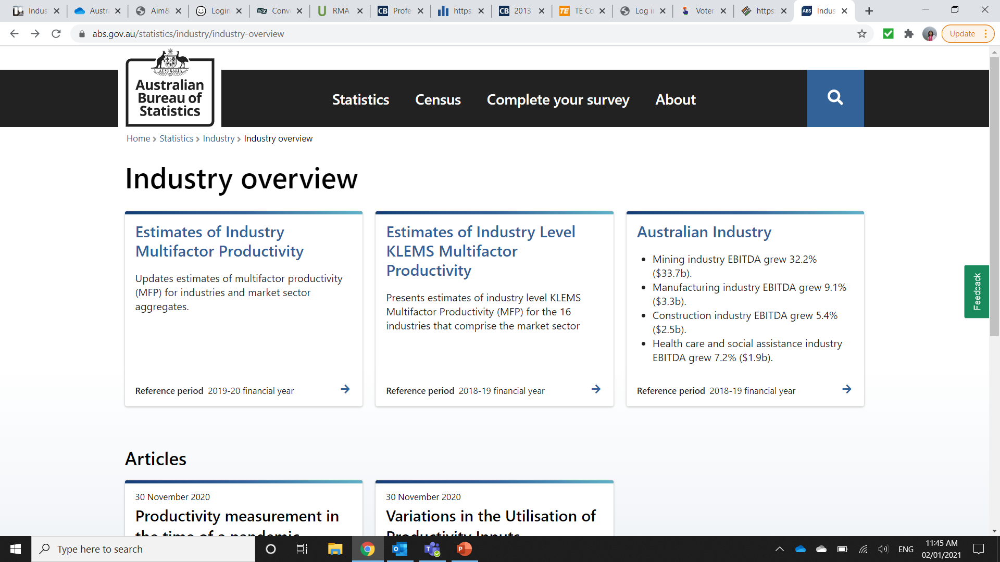 Indus
Austr
Aim&
Login
Conv
RMA
Profe
https:
2013
TE Co
Log in
Voter
https:
Indus
abs.gov.au/statistics/industry/industry-overview
Update
AUSTRALIA
Australian
Bureau of
Statistics
Statistics Census Complete your survey About
Home > Statistics > Industry > Industry overview
Industry overview
Estimates of Industry
Multifactor Productivity
Updates estimates of multifactor productivity
(MFP) for industries and market sector
aggregates.
Reference period 2019-20 financial year
Estimates of Industry Level
KLEMS Multifactor
Productivity
Presents estimates of industry level KLEMS
Multifactor Productivity (MFP) for the 16
industries that comprise the market sector
Reference period 2018-19 financial year
Australian Industry
• Mining industry EBITDA grew 32.2%
($33.7b).
• Manufacturing industry EBITDA grew 9.1%
($3.3b).
• Construction industry EBITDA grew 5.4%
($2.5b).
• Health care and social assistance industry
EBITDA grew 7.2% ($1.9b).
Reference period 2018-19 financial year
Feedback
Articles
30 November 2020
Productivity measurement in
the time of a pandemic
30 November 2020
Variations in the Utilisation of
Productivity Inputs
Type here to search
ENG
11:45 AM
02/01/2021